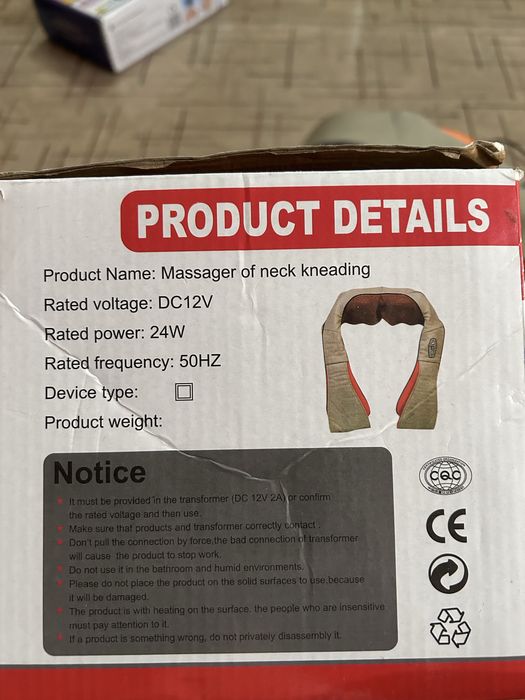 PRODUCT DETAILS
Product Name: Massager of neck kneading
Rated voltage: DC12V
Rated power: 24W
Rated frequency: 50HZ
Device type:
Product weight:
Notice
It must be provided in the transformer (DC 12V 2A) or confirm
the rated voltage and then use.
Make sure that products and transformer correctly contact .
Don't pull the connection by force,the bad connection of transformer
will cause the product to stop work.
Do not use it in the bathroom and humid environments.
Please do not place the product on the solid surfaces to use.because
it will be damaged.
The product is with heating on the surface. the people who are insensitive
must pay attention to it.
If a product is something wrong, do not privately disassembly it.
CQC
CE